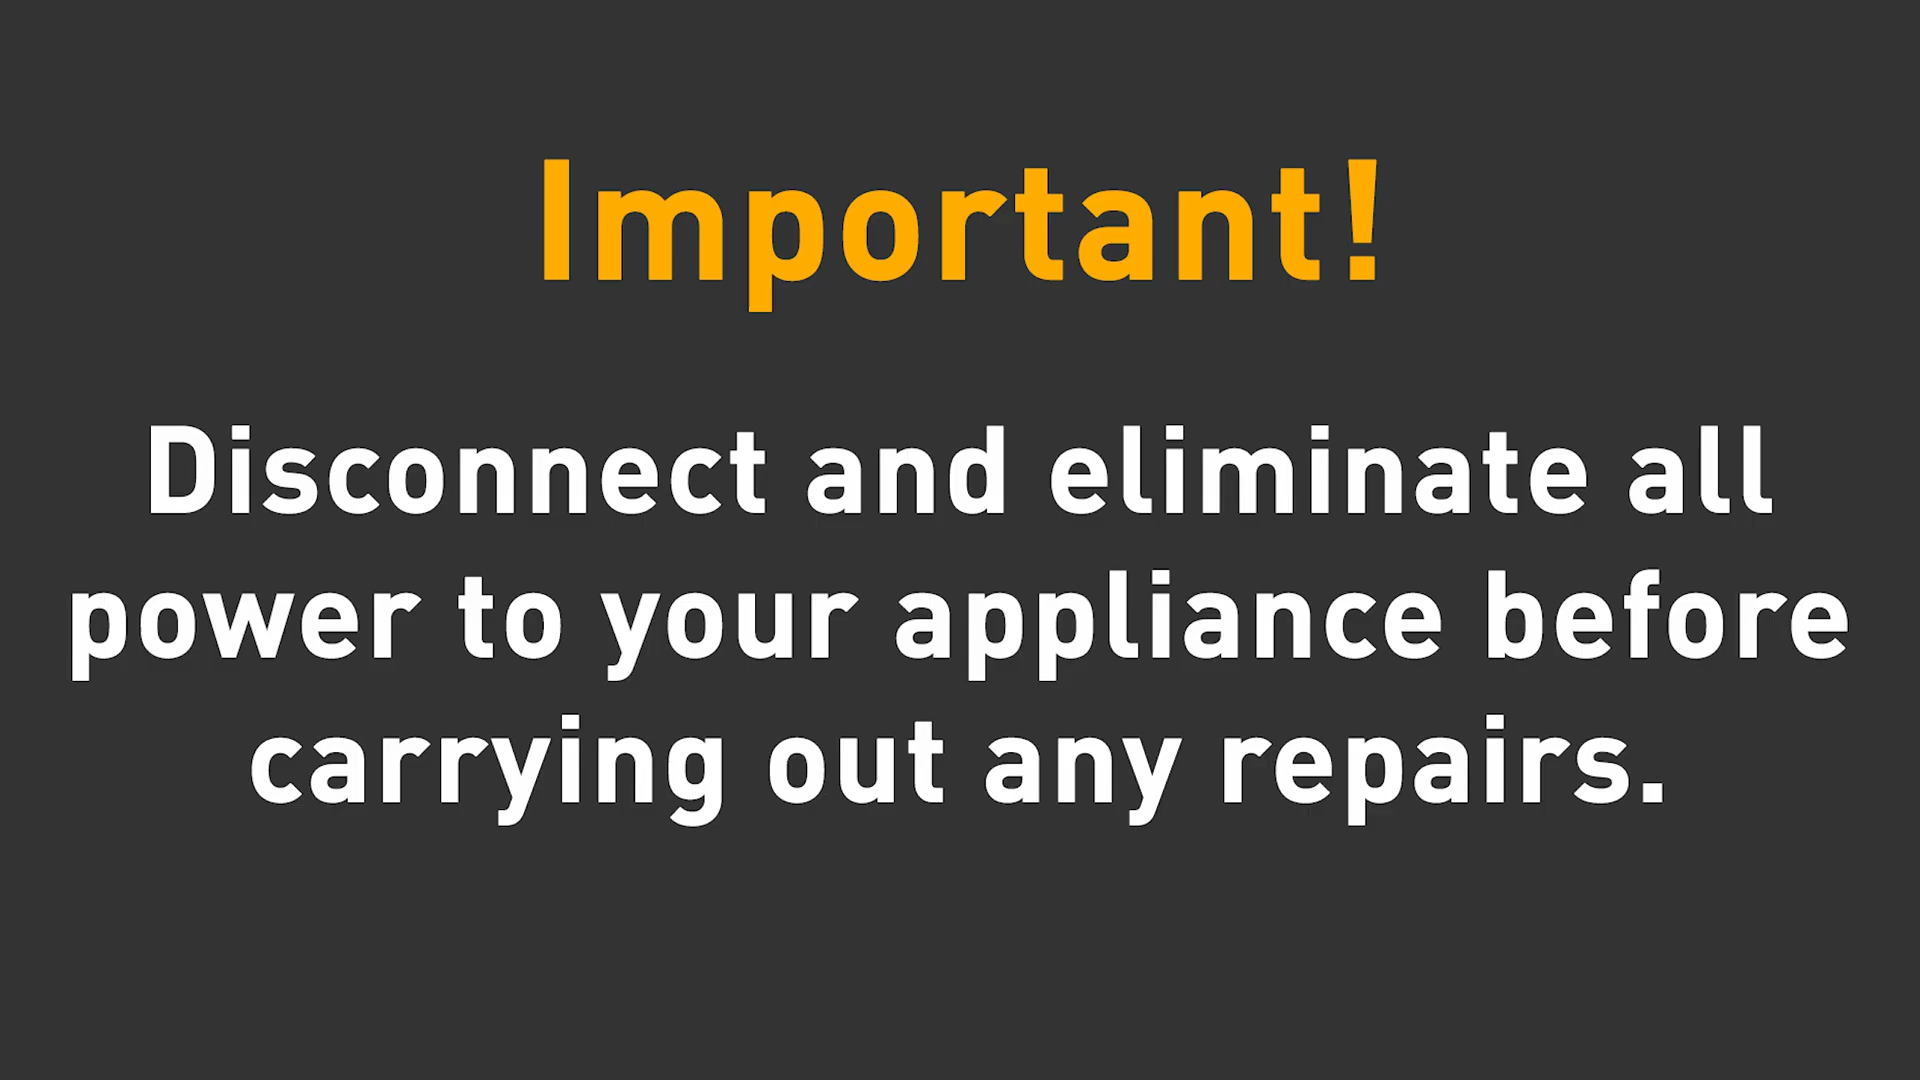 Important!
Disconnect and eliminate all
power to your appliance before
carrying out any repairs.